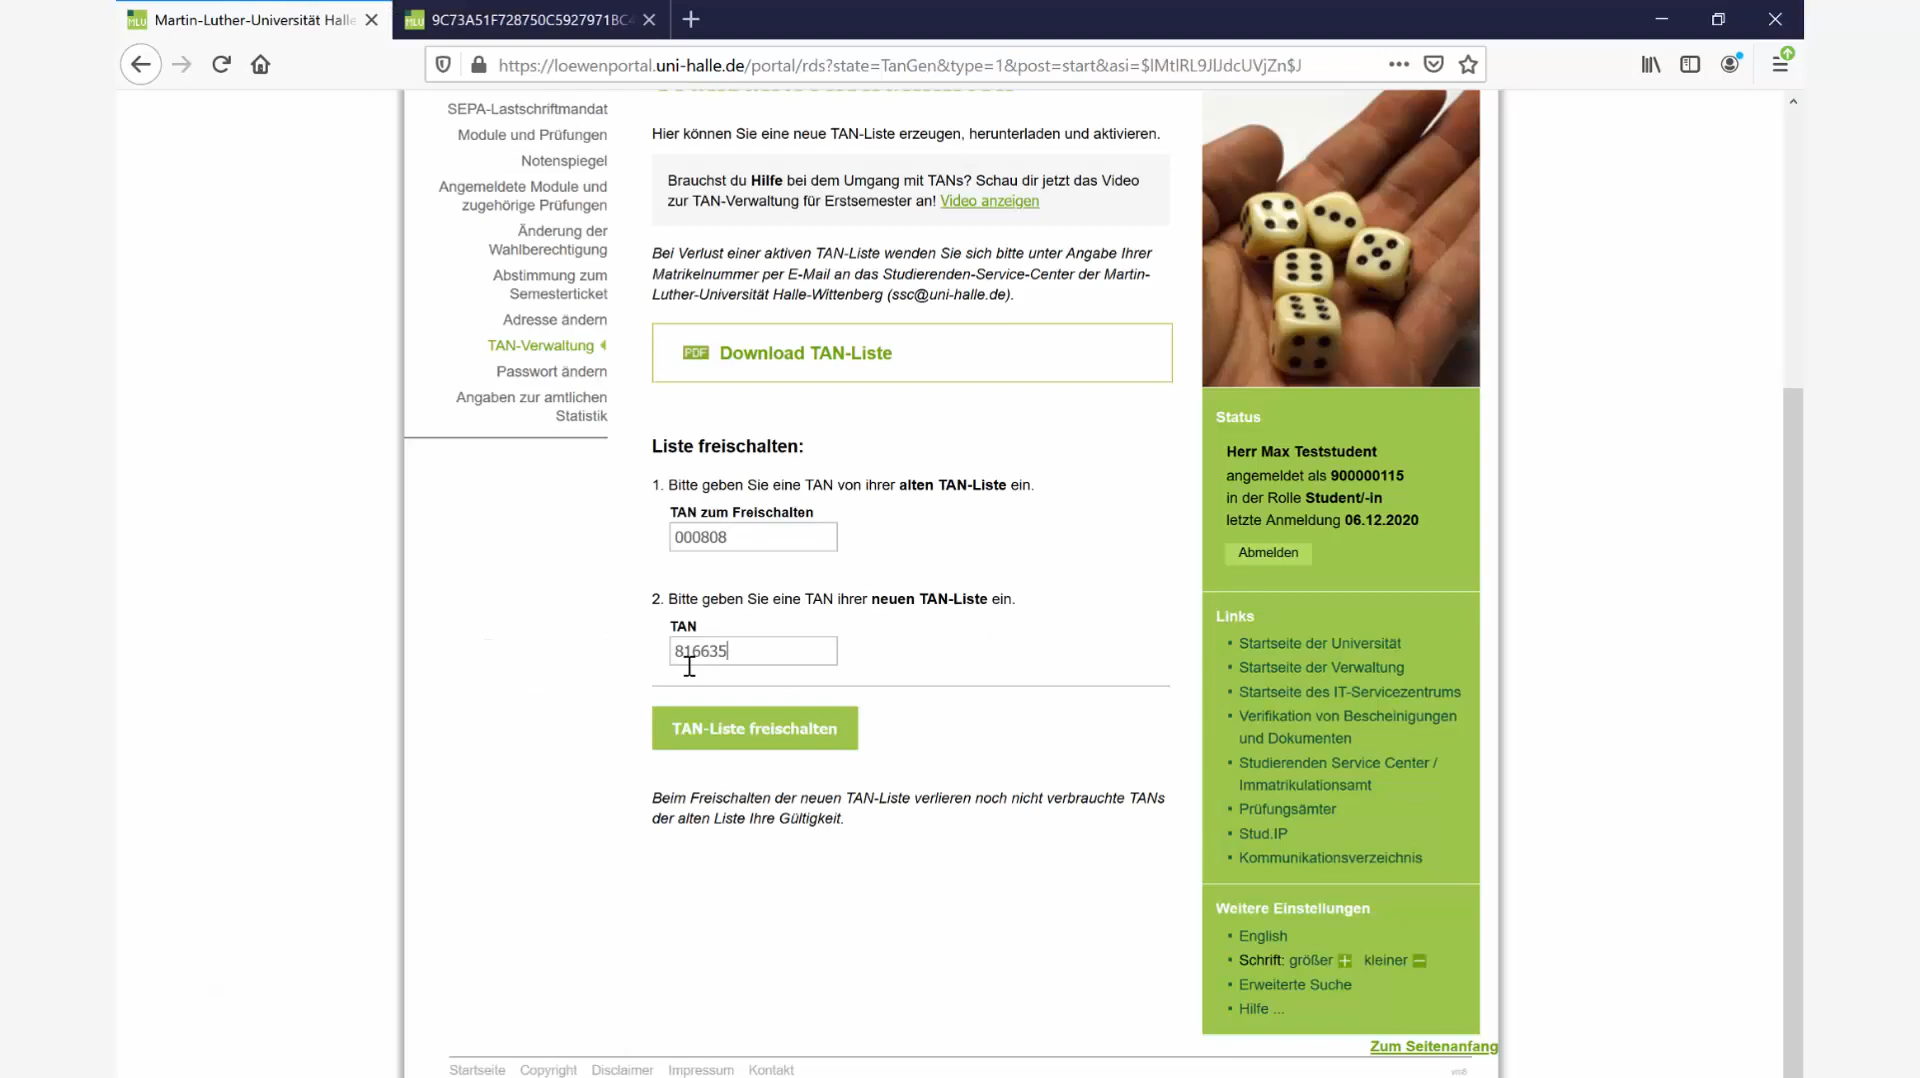 Martin-Luther-Universität Halle
9C73A51F728750C5927971BC
https://loewenportal.uni-halle.de/portal/rds?state=TanGen&type=1&post=start&asi=$lMtlRL9JlJdcUVjZn$J
SEPA-Lastschriftmandat
Module und Prüfungen
Notenspiegel
Angemeldete Module und
zugehörige Prüfungen
Änderung der
Wahlberechtigung
Abstimmung zum
Semesterticket
Adresse ändern
TAN-Verwaltung
Passwort ändern
Angaben zur amtlichen
Statistik
Hier können Sie eine neue TAN-Liste erzeugen, herunterladen und aktivieren.
Brauchst du Hilfe bei dem Umgang mit TANs? Schau dir jetzt das Video
zur TAN-Verwaltung für Erstsemester an! Video anzeigen
Bei Verlust einer aktiven TAN-Liste wenden Sie sich bitte unter Angabe Ihrer
Matrikelnummer per E-Mail an das Studierenden-Service-Center der Martin-
Luther-Universität Halle-Wittenberg (ssc@uni-halle.de).
PDF Download TAN-Liste
Liste freischalten:
1. Bitte geben Sie eine TAN von ihrer alten TAN-Liste ein.
TAN zum Freischalten
000808
2. Bitte geben Sie eine TAN ihrer neuen TAN-Liste ein.
TAN
816635
TAN-Liste freischalten
Beim Freischalten der neuen TAN-Liste verlieren noch nicht verbrauchte TANs
der alten Liste Ihre Gültigkeit.
Status
Herr Max Teststudent
angemeldet als 900000115
in der Rolle Student/-in
letzte Anmeldung 06.12.2020
Abmelden
Links
Startseite der Universität
Startseite der Verwaltung
Startseite des IT-Servicezentrums
Verifikation von Bescheinigungen
und Dokumenten
Studierenden Service Center /
Immatrikulationsamt
Prüfungsämter
Stud.IP
Kommunikationsverzeichnis
Weitere Einstellungen
English
Schrift: größer + kleiner −
Erweiterte Suche
Hilfe ...
Zum Seitenanfang
Startseite Copyright Disclaimer Impressum Kontakt